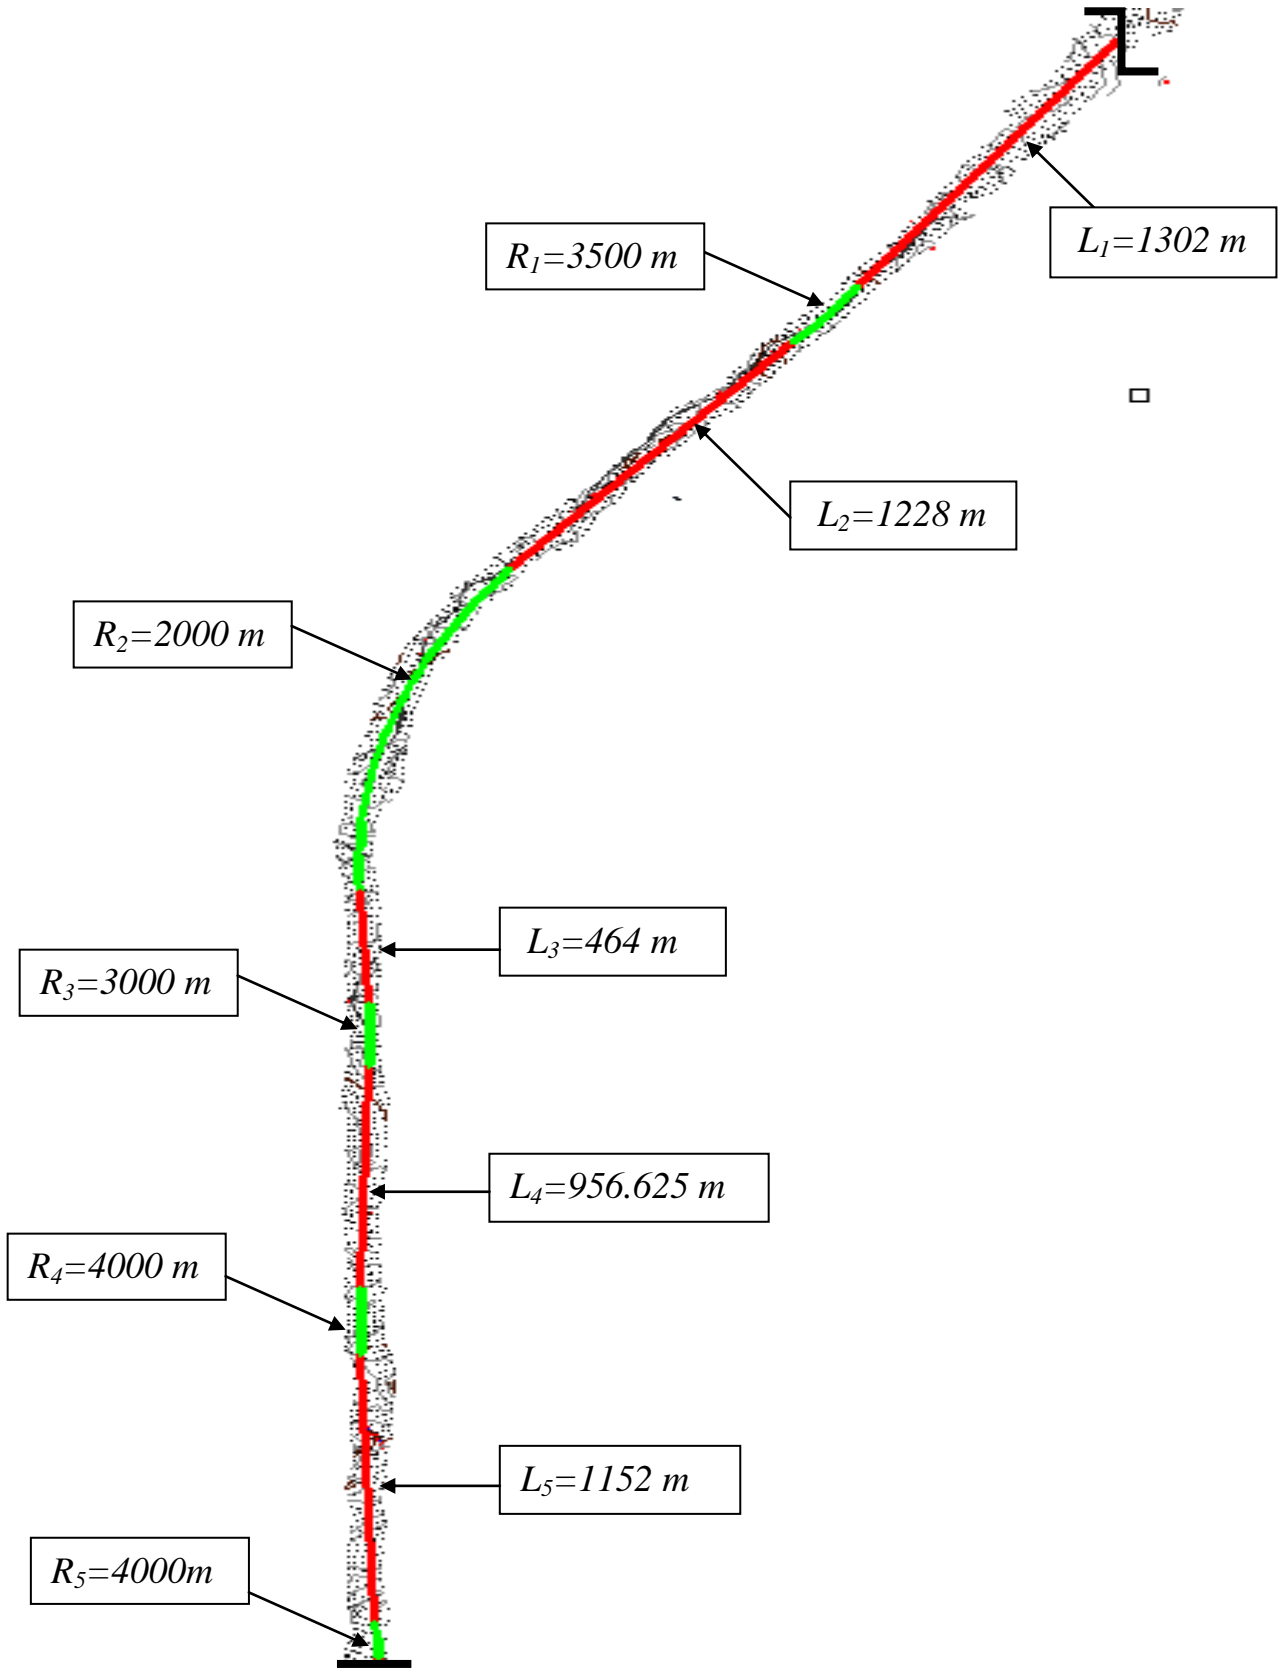 L₁=1302 m
R₁=3500 m
L₂=1228 m
R₂=2000 m
L₃=464 m
R₃=3000 m
L₄=956.625 m
R₄=4000 m
L₅=1152 m
R₅=4000m